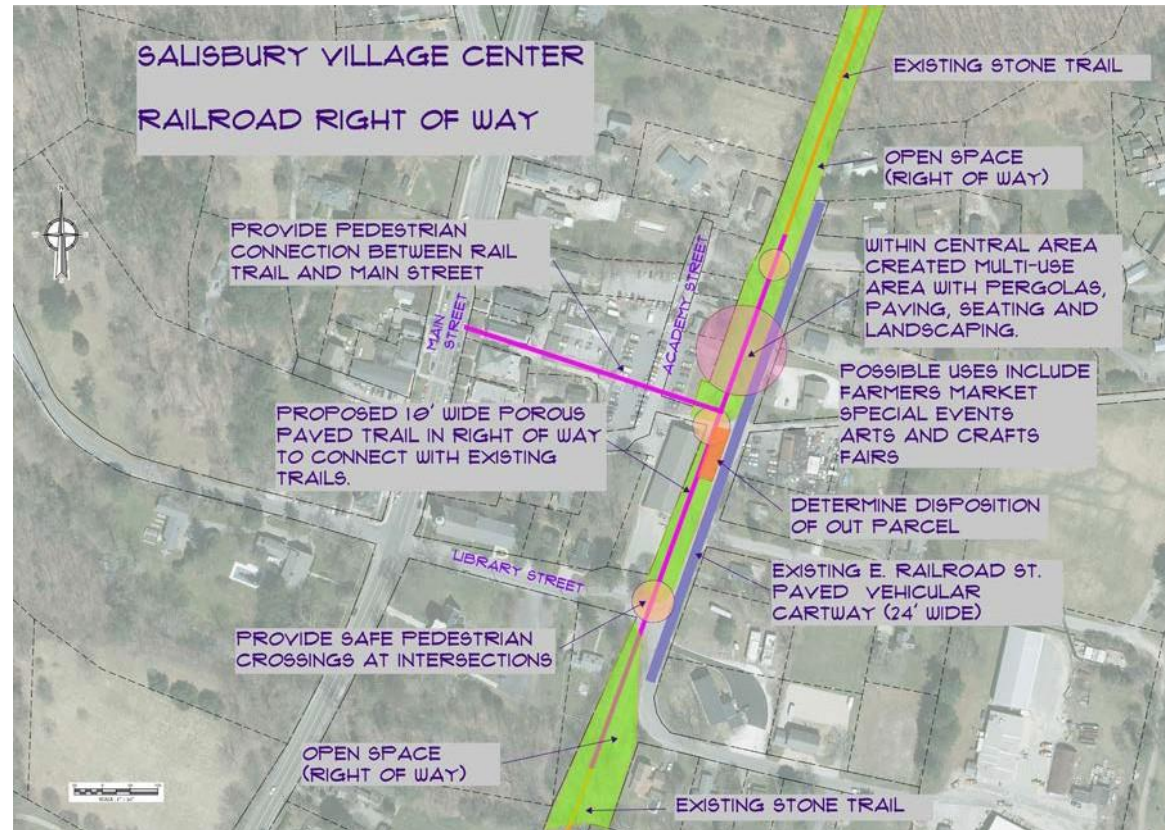 SALISBURY VILLAGE CENTER
RAILROAD RIGHT OF WAY
EXISTING STONE TRAIL
OPEN SPACE
(RIGHT OF WAY)
PROVIDE PEDESTRIAN
CONNECTION BETWEEN RAIL
TRAIL AND MAIN STREET
WITHIN CENTRAL AREA
CREATED MULTI-USE
AREA WITH PERGOLAS,
PAVING, SEATING AND
LANDSCAPING.
MAIN
STREET
ACADEMY STREET
POSSIBLE USES INCLUDE
FARMERS MARKET
SPECIAL EVENTS
ARTS AND CRAFTS
FAIRS
PROPOSED 10' WIDE POROUS
PAVED TRAIL IN RIGHT OF WAY
TO CONNECT WITH EXISTING
TRAILS.
DETERMINE DISPOSITION
OF OUT PARCEL
LIBRARY STREET
EXISTING E. RAILROAD ST.
PAVED VEHICULAR
CARTWAY (24' WIDE)
PROVIDE SAFE PEDESTRIAN
CROSSINGS AT INTERSECTIONS
OPEN SPACE
(RIGHT OF WAY)
EXISTING STONE TRAIL